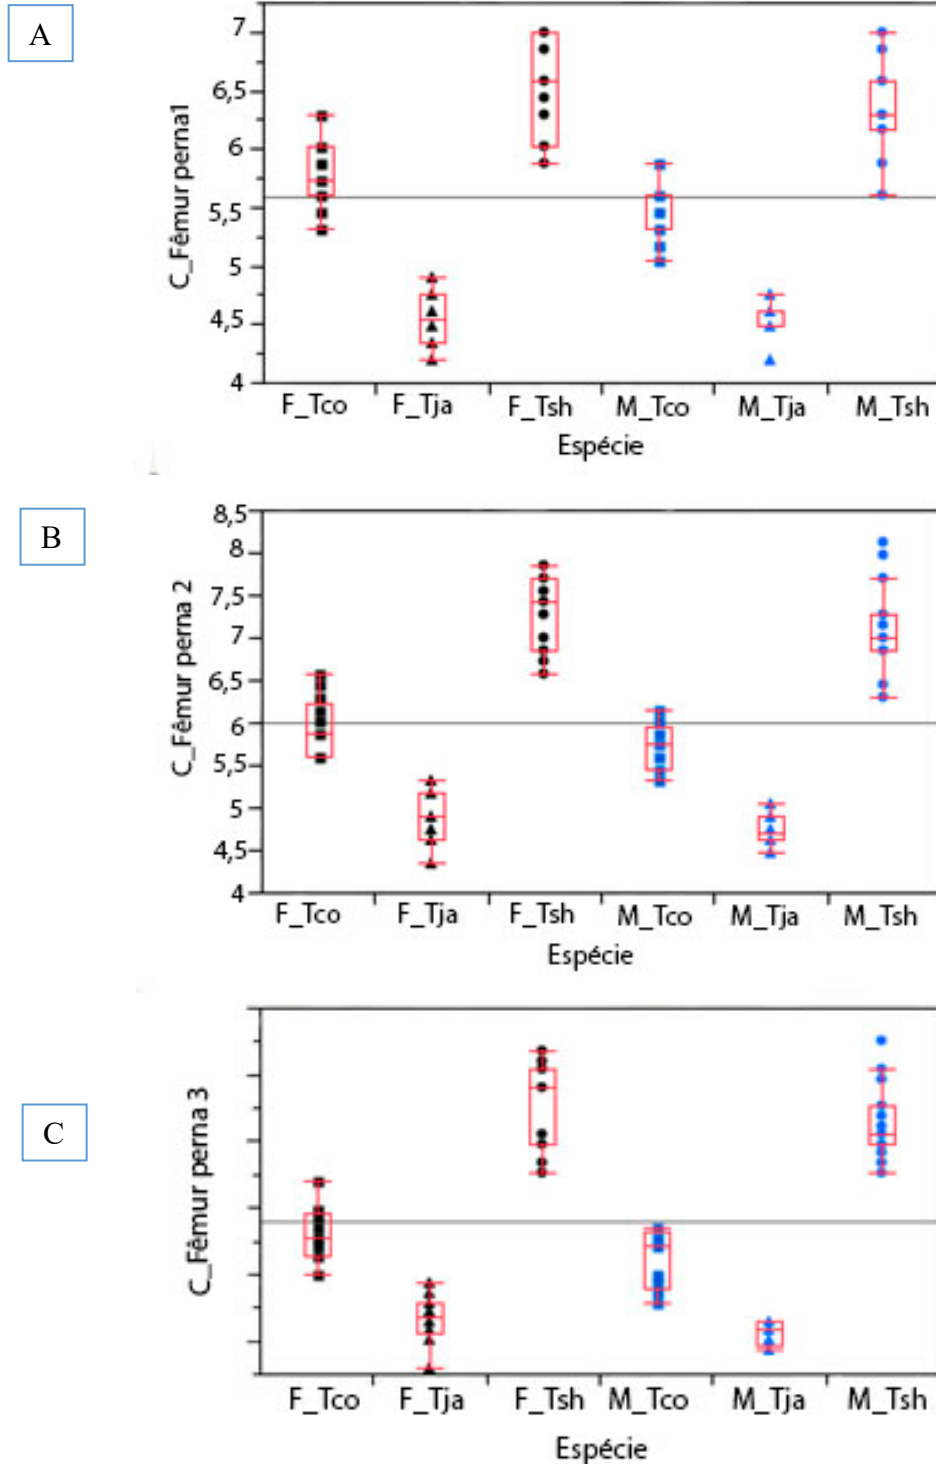 A
C_Fêmur perna1
7
6,5
6
5,5
5
4,5
4
F_Tco F_Tja F_Tsh M_Tco M_Tja M_Tsh
Espécie
B
C_Fêmur perna 2
8,5
8
7,5
7
6,5
6
5,5
5
4,5
4
F_Tco F_Tja F_Tsh M_Tco M_Tja M_Tsh
Espécie
C
C_Fêmur perna 3
F_Tco F_Tja F_Tsh M_Tco M_Tja M_Tsh
Espécie